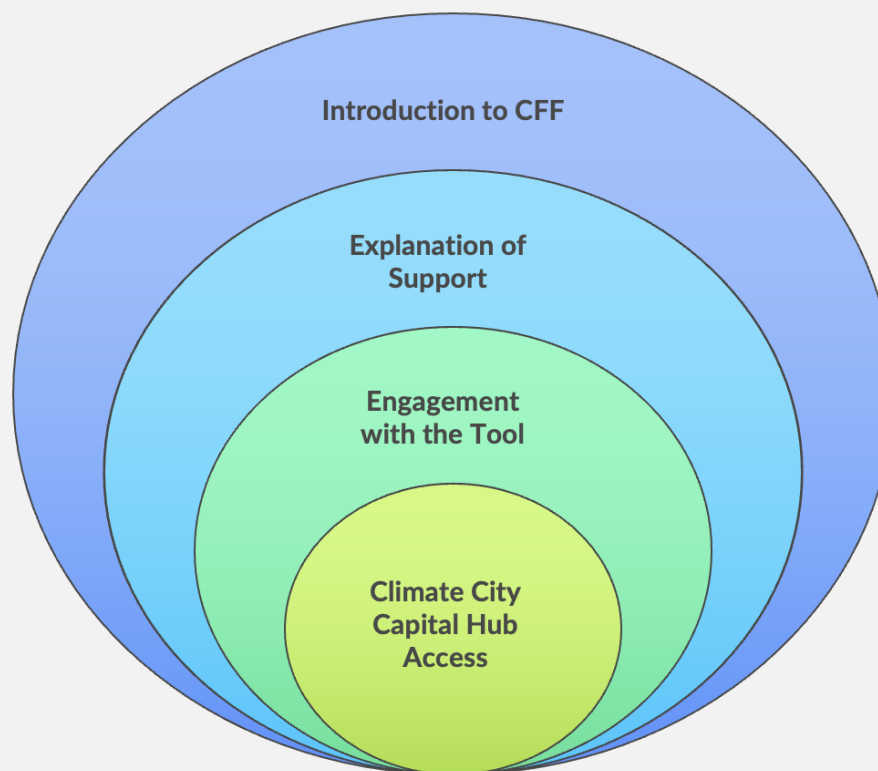 Introduction to CFF
Explanation of
Support
Engagement
with the Tool
Climate City
Capital Hub
Access